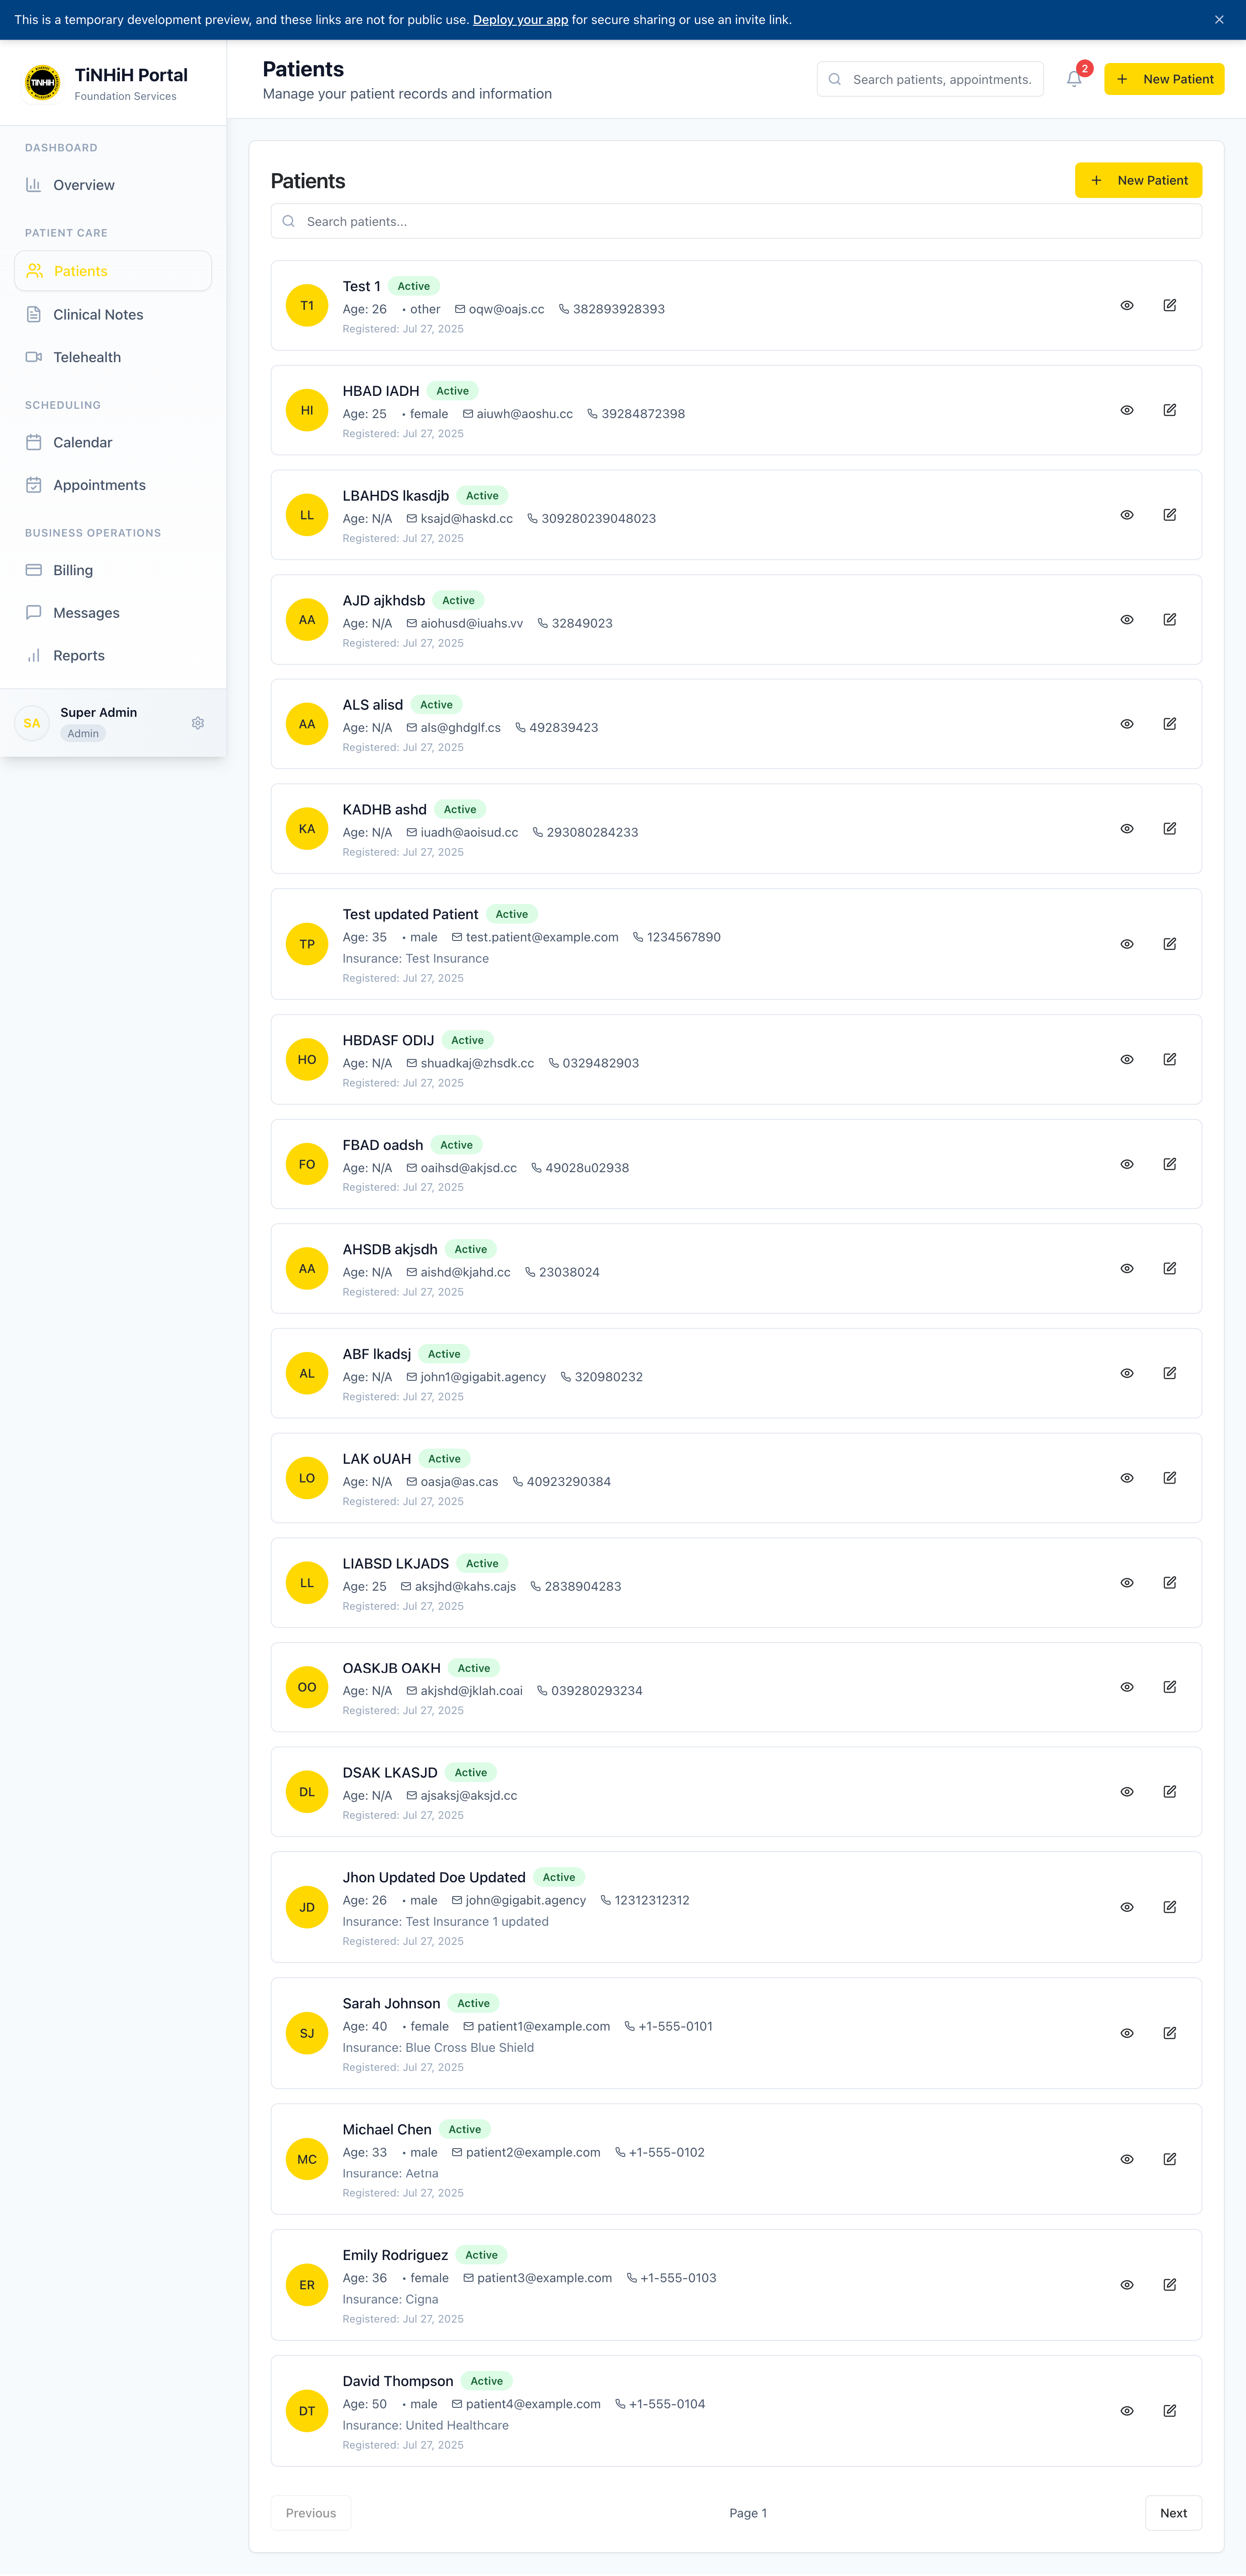 This is a temporary development preview, and these links are not for public use. Deploy your app for secure sharing or use an invite link.
TiNHiH
TiNHiH Portal
Foundation Services
Patients
Manage your patient records and information
Search patients, appointments.
2
New Patient
DASHBOARD
Overview
PATIENT CARE
Patients
Clinical Notes
Telehealth
SCHEDULING
Calendar
Appointments
BUSINESS OPERATIONS
Billing
Messages
Reports
SA
Super Admin
Admin
Patients
New Patient
Search patients...
T1
Test 1 Active
Age: 26 • other oqw@oajs.cc 382893928393
Registered: Jul 27, 2025
HI
HBAD IADH Active
Age: 25 • female aiuwh@aoshu.cc 39284872398
Registered: Jul 27, 2025
LL
LBAHDS lkasdjb Active
Age: N/A ksajd@haskd.cc 309280239048023
Registered: Jul 27, 2025
AA
AJD ajkhdsb Active
Age: N/A aiohusd@iuahs.vv 32849023
Registered: Jul 27, 2025
AA
ALS alisd Active
Age: N/A als@ghdglf.cs 492839423
Registered: Jul 27, 2025
KA
KADHB ashd Active
Age: N/A iuadh@aoisud.cc 293080284233
Registered: Jul 27, 2025
TP
Test updated Patient Active
Age: 35 • male test.patient@example.com 1234567890
Insurance: Test Insurance
Registered: Jul 27, 2025
HO
HBDASF ODIJ Active
Age: N/A shuadkaj@zhsdk.cc 0329482903
Registered: Jul 27, 2025
FO
FBAD oadsh Active
Age: N/A oaihsd@akjsd.cc 49028u02938
Registered: Jul 27, 2025
AA
AHSDB akjsdh Active
Age: N/A aishd@kjahd.cc 23038024
Registered: Jul 27, 2025
AL
ABF lkadsj Active
Age: N/A john1@gigabit.agency 320980232
Registered: Jul 27, 2025
LO
LAK oUAH Active
Age: N/A oasja@as.cas 40923290384
Registered: Jul 27, 2025
LL
LIABSD LKJADS Active
Age: 25 aksjhd@kahs.cajs 2838904283
Registered: Jul 27, 2025
OO
OASKJB OAKH Active
Age: N/A akjshd@jklah.coai 039280293234
Registered: Jul 27, 2025
DL
DSAK LKASJD Active
Age: N/A ajsaksj@aksjd.cc
Registered: Jul 27, 2025
JD
Jhon Updated Doe Updated Active
Age: 26 • male john@gigabit.agency 12312312312
Insurance: Test Insurance 1 updated
Registered: Jul 27, 2025
SJ
Sarah Johnson Active
Age: 40 • female patient1@example.com +1-555-0101
Insurance: Blue Cross Blue Shield
Registered: Jul 27, 2025
MC
Michael Chen Active
Age: 33 • male patient2@example.com +1-555-0102
Insurance: Aetna
Registered: Jul 27, 2025
ER
Emily Rodriguez Active
Age: 36 • female patient3@example.com +1-555-0103
Insurance: Cigna
Registered: Jul 27, 2025
DT
David Thompson Active
Age: 50 • male patient4@example.com +1-555-0104
Insurance: United Healthcare
Registered: Jul 27, 2025
Previous
Page 1
Next